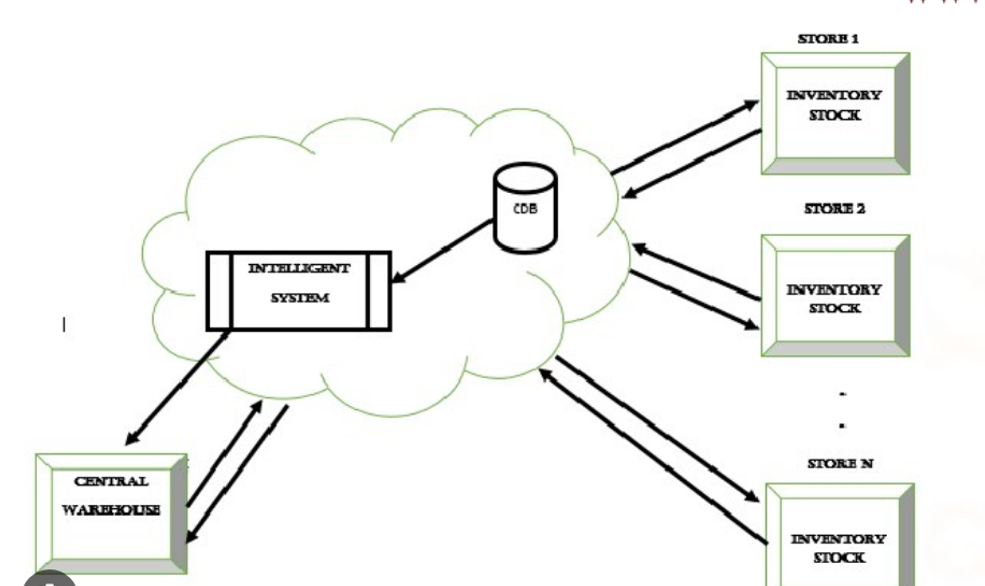 STORE 1
INVENTORY
STOCK
CDB
STORE 2
INTELLIGENT
SYSTEM
INVENTORY
STOCK
STORE N
CENTRAL
WAREHOUSE
INVENTORY
STOCK